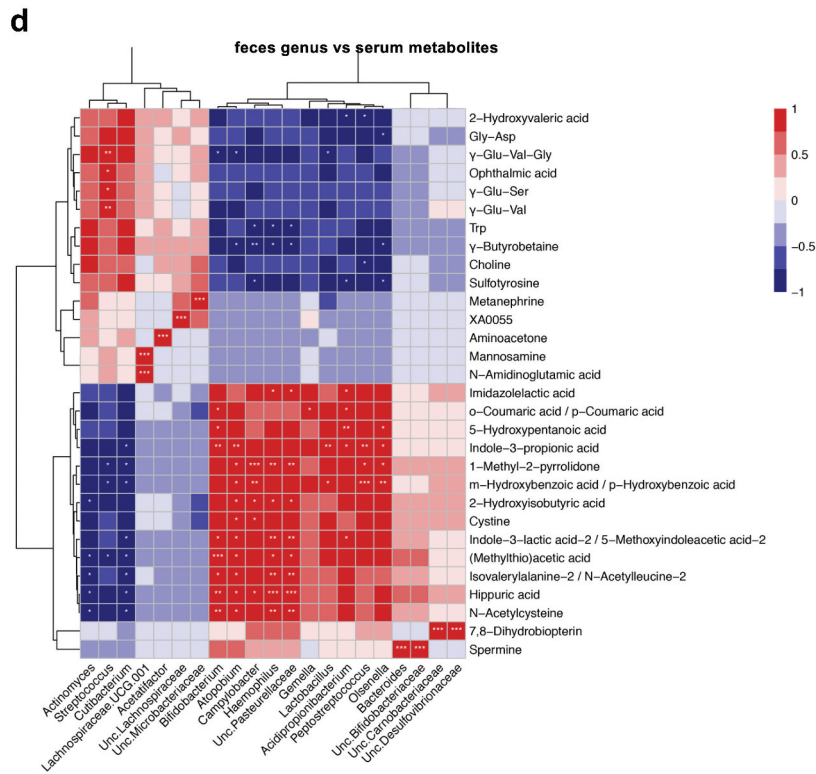 d
feces genus vs serum metabolites
2-Hydroxyvaleric acid
Gly-Asp
γ-Glu-Val-Gly
Ophthalmic acid
γ-Glu-Ser
γ-Glu-Val
Trp
γ-Butyrobetaine
Choline
Sulfotyrosine
Metanephrine
XA0055
Aminoacetone
Mannosamine
N-Amidinoglutamic acid
Imidazolelactic acid
o-Coumaric acid / p-Coumaric acid
5-Hydroxypentanoic acid
Indole-3-propionic acid
1-Methyl-2-pyrrolidone
m-Hydroxybenzoic acid / p-Hydroxybenzoic acid
2-Hydroxyisobutyric acid
Cystine
Indole-3-lactic acid-2 / 5-Methoxyindoleacetic acid-2
(Methylthio)acetic acid
Isovalerylalanine-2 / N-Acetylleucine-2
Hippuric acid
N-Acetylcysteine
7,8-Dihydrobiopterin
Spermine
1
0.5
0
-0.5
-1
Actinomyces
Streptococcus
Cutibacterium
Lachnospiraceae.UCG.001
Acetatifactor
Unc.Lachnospiraceae
Unc.Microbacteriaceae
Bifidobacterium
Atopobium
Campylobacter
Haemophilus
Unc.Pasteurellaceae
Gemella
Lactobacillus
Acidipropionibacterium
Peptostreptococcus
Olsenella
Bacteroides
Unc.Bifidobacteriaceae
Unc.Carnobacteriaceae
Unc.Desulfovibrionaceae